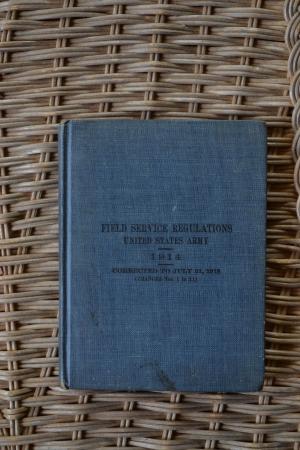 FIELD SERVICE REGULATIONS
UNITED STATES ARMY
1914
CORRECTED TO JULY 31, 1918
(CHANGES Nos. 1 to 11)